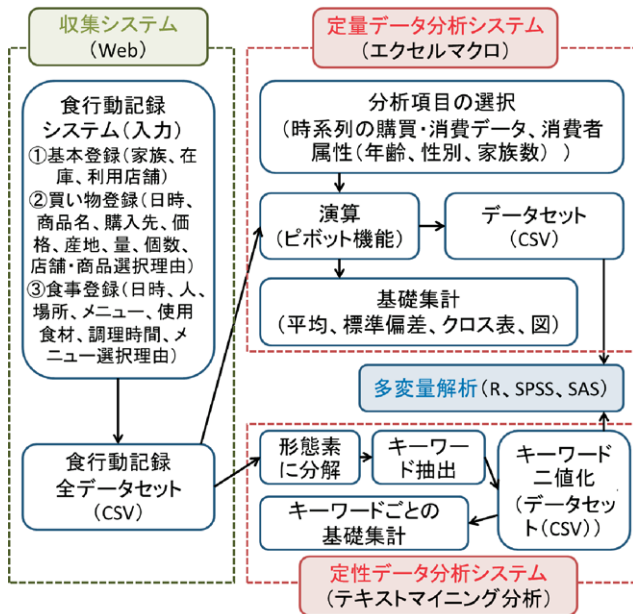 収集システム
(Web)
食行動記録
システム(入力)
①基本登録(家族、在
庫、利用店舗)
②買い物登録(日時、
商品名、購入先、価
格、産地、量、個数、
店舗・商品選択理由)
③食事登録(日時、人、
場所、メニュー、使用
食材、調理時間、メ
ニュー選択理由)
食行動記録
全データセット
(CSV)
定量データ分析システム
(エクセルマクロ)
分析項目の選択
(時系列の購買・消費データ、消費者
属性(年齢、性別、家族数) )
演算
(ピボット機能)
データセット
(CSV)
基礎集計
(平均、標準偏差、クロス表、図)
多変量解析(R、SPSS、SAS)
形態素
に分解
キーワー
ド抽出
キーワード
二値化
(データセッ
ト(CSV))
キーワードごとの
基礎集計
定性データ分析システム
(テキストマイニング分析)